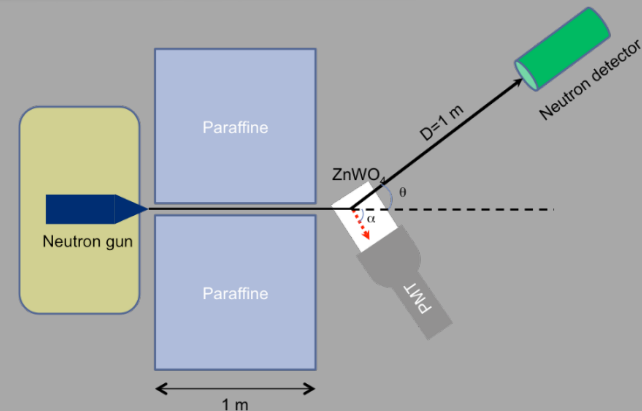 Paraffine
D=1 m
Neutron detector
ZnWO4
θ
α
Neutron gun
Paraffine
PMT
1 m